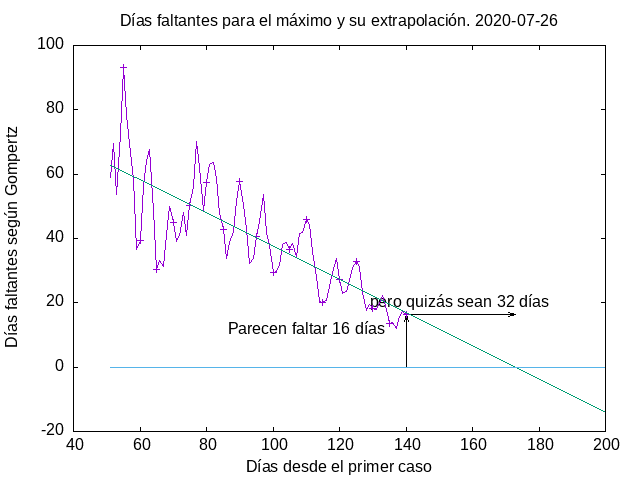 Días faltantes para el máximo y su extrapolación. 2020-07-26
100
80
60
40
20
0
-20
Días faltantes según Gompertz
pero quizás sean 32 días
Parecen faltar 16 días
40 60 80 100 120 140 160 180 200
Días desde el primer caso